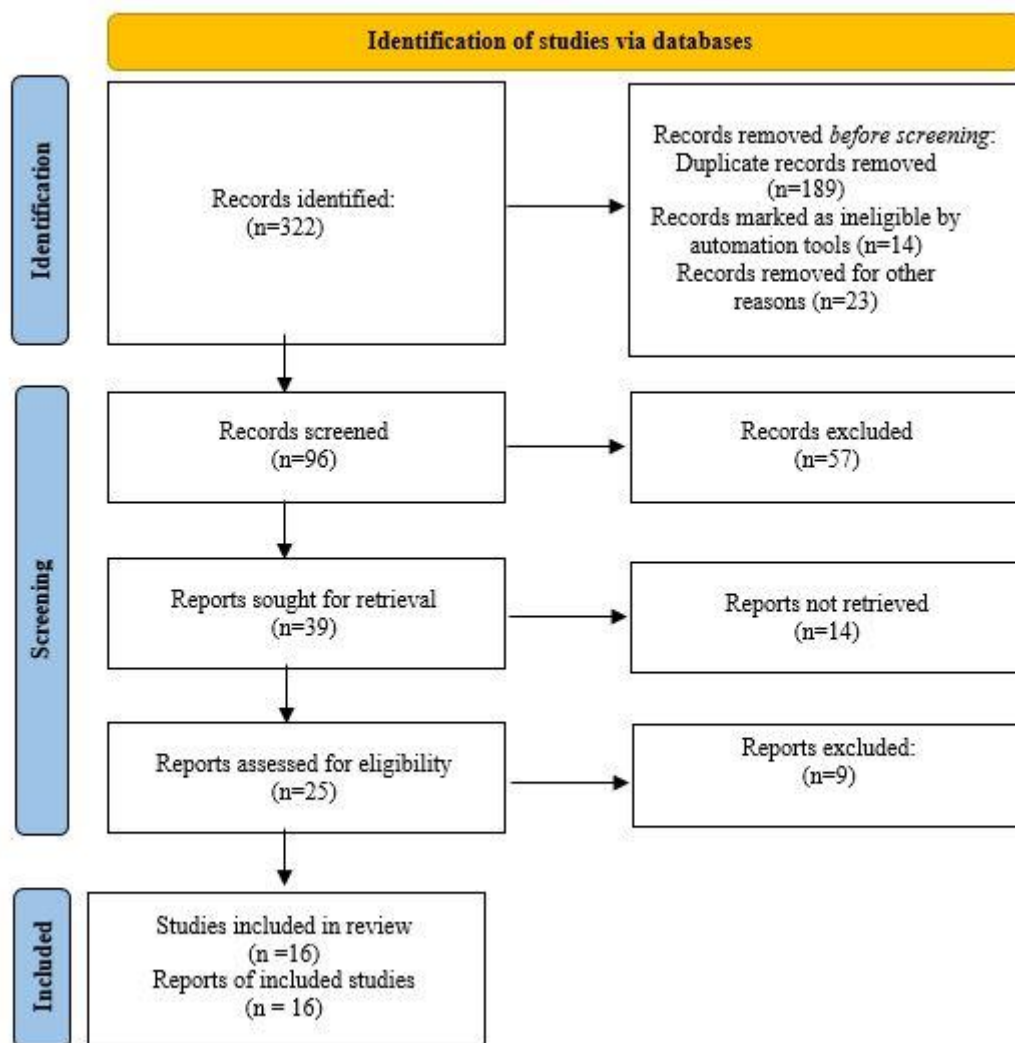 Identification of studies via databases
Identification
Records identified:
(n=322)
Records removed before screening:
Duplicate records removed
(n=189)
Records marked as ineligible by
automation tools (n=14)
Records removed for other
reasons (n=23)
Screening
Records screened
(n=96)
Records excluded
(n=57)
Reports sought for retrieval
(n=39)
Reports not retrieved
(n=14)
Reports assessed for eligibility
(n=25)
Reports excluded:
(n=9)
Included
Studies included in review
(n =16)
Reports of included studies
(n = 16)